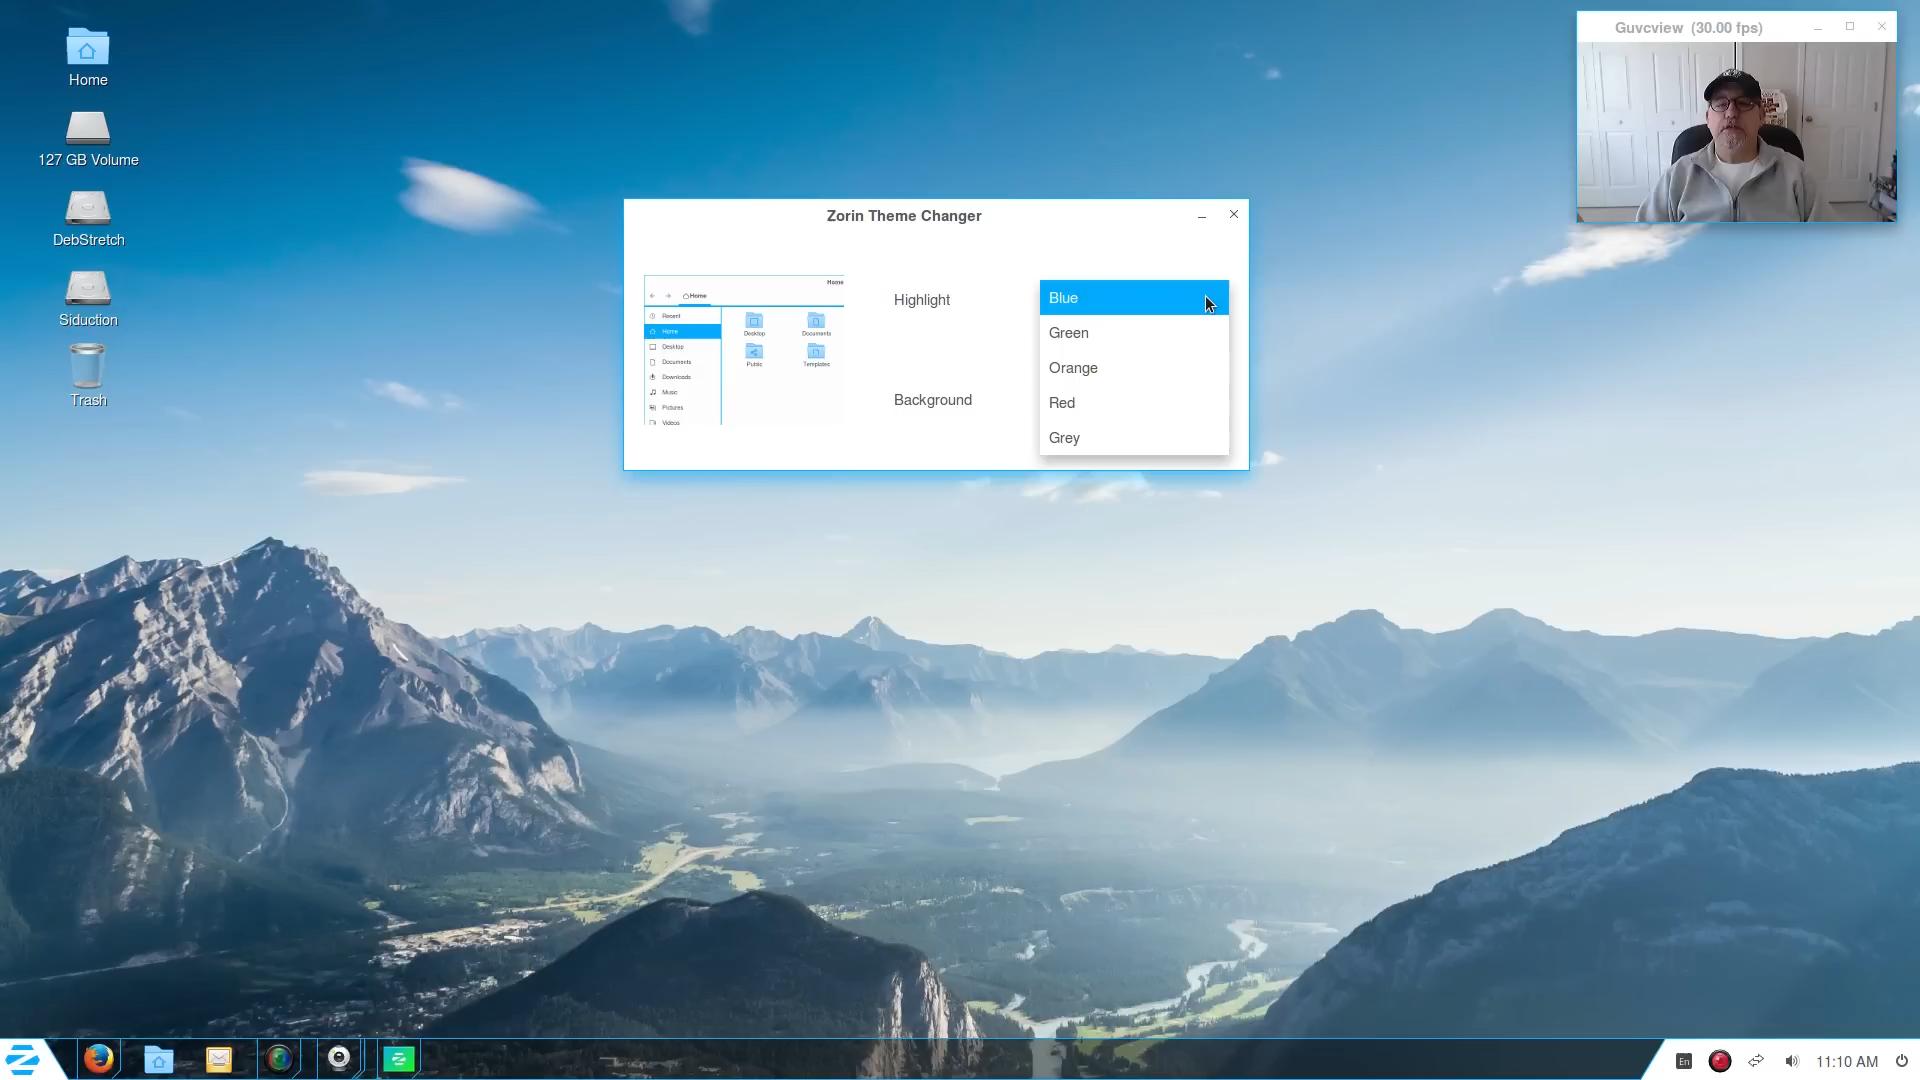 Home
127 GB Volume
DebStretch
Siduction
Trash
Guvcview (30.00 fps)
Zorin Theme Changer
Home
Home
Recent
Home
Desktop
Documents
Downloads
Music
Pictures
Videos
Desktop
Documents
Public
Templates
Highlight
Background
Blue
Green
Orange
Red
Grey
En
11:10 AM